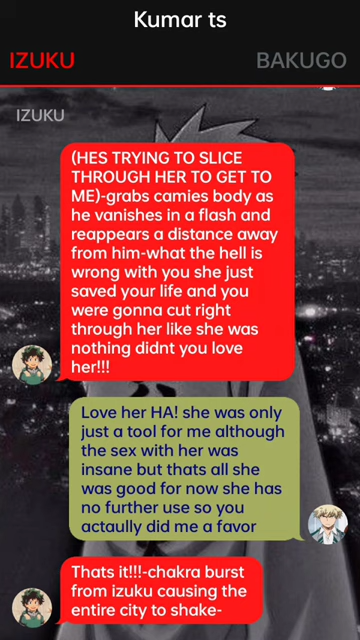 Kumar ts
IZUKU
BAKUGO
IZUKU
(HES TRYING TO SLICE
THROUGH HER TO GET TO
ME)-grabs camies body as
he vanishes in a flash and
reappears a distance away
from him-what the hell is
wrong with you she just
saved your life and you
were gonna cut right
through her like she was
nothing didnt you love
her!!!
Love her HA! she was only
just a tool for me although
the sex with her was
insane but thats all she
was good for now she has
no further use so you
actaully did me a favor
Thats it!!!-chakra burst
from izuku causing the
entire city to shake-